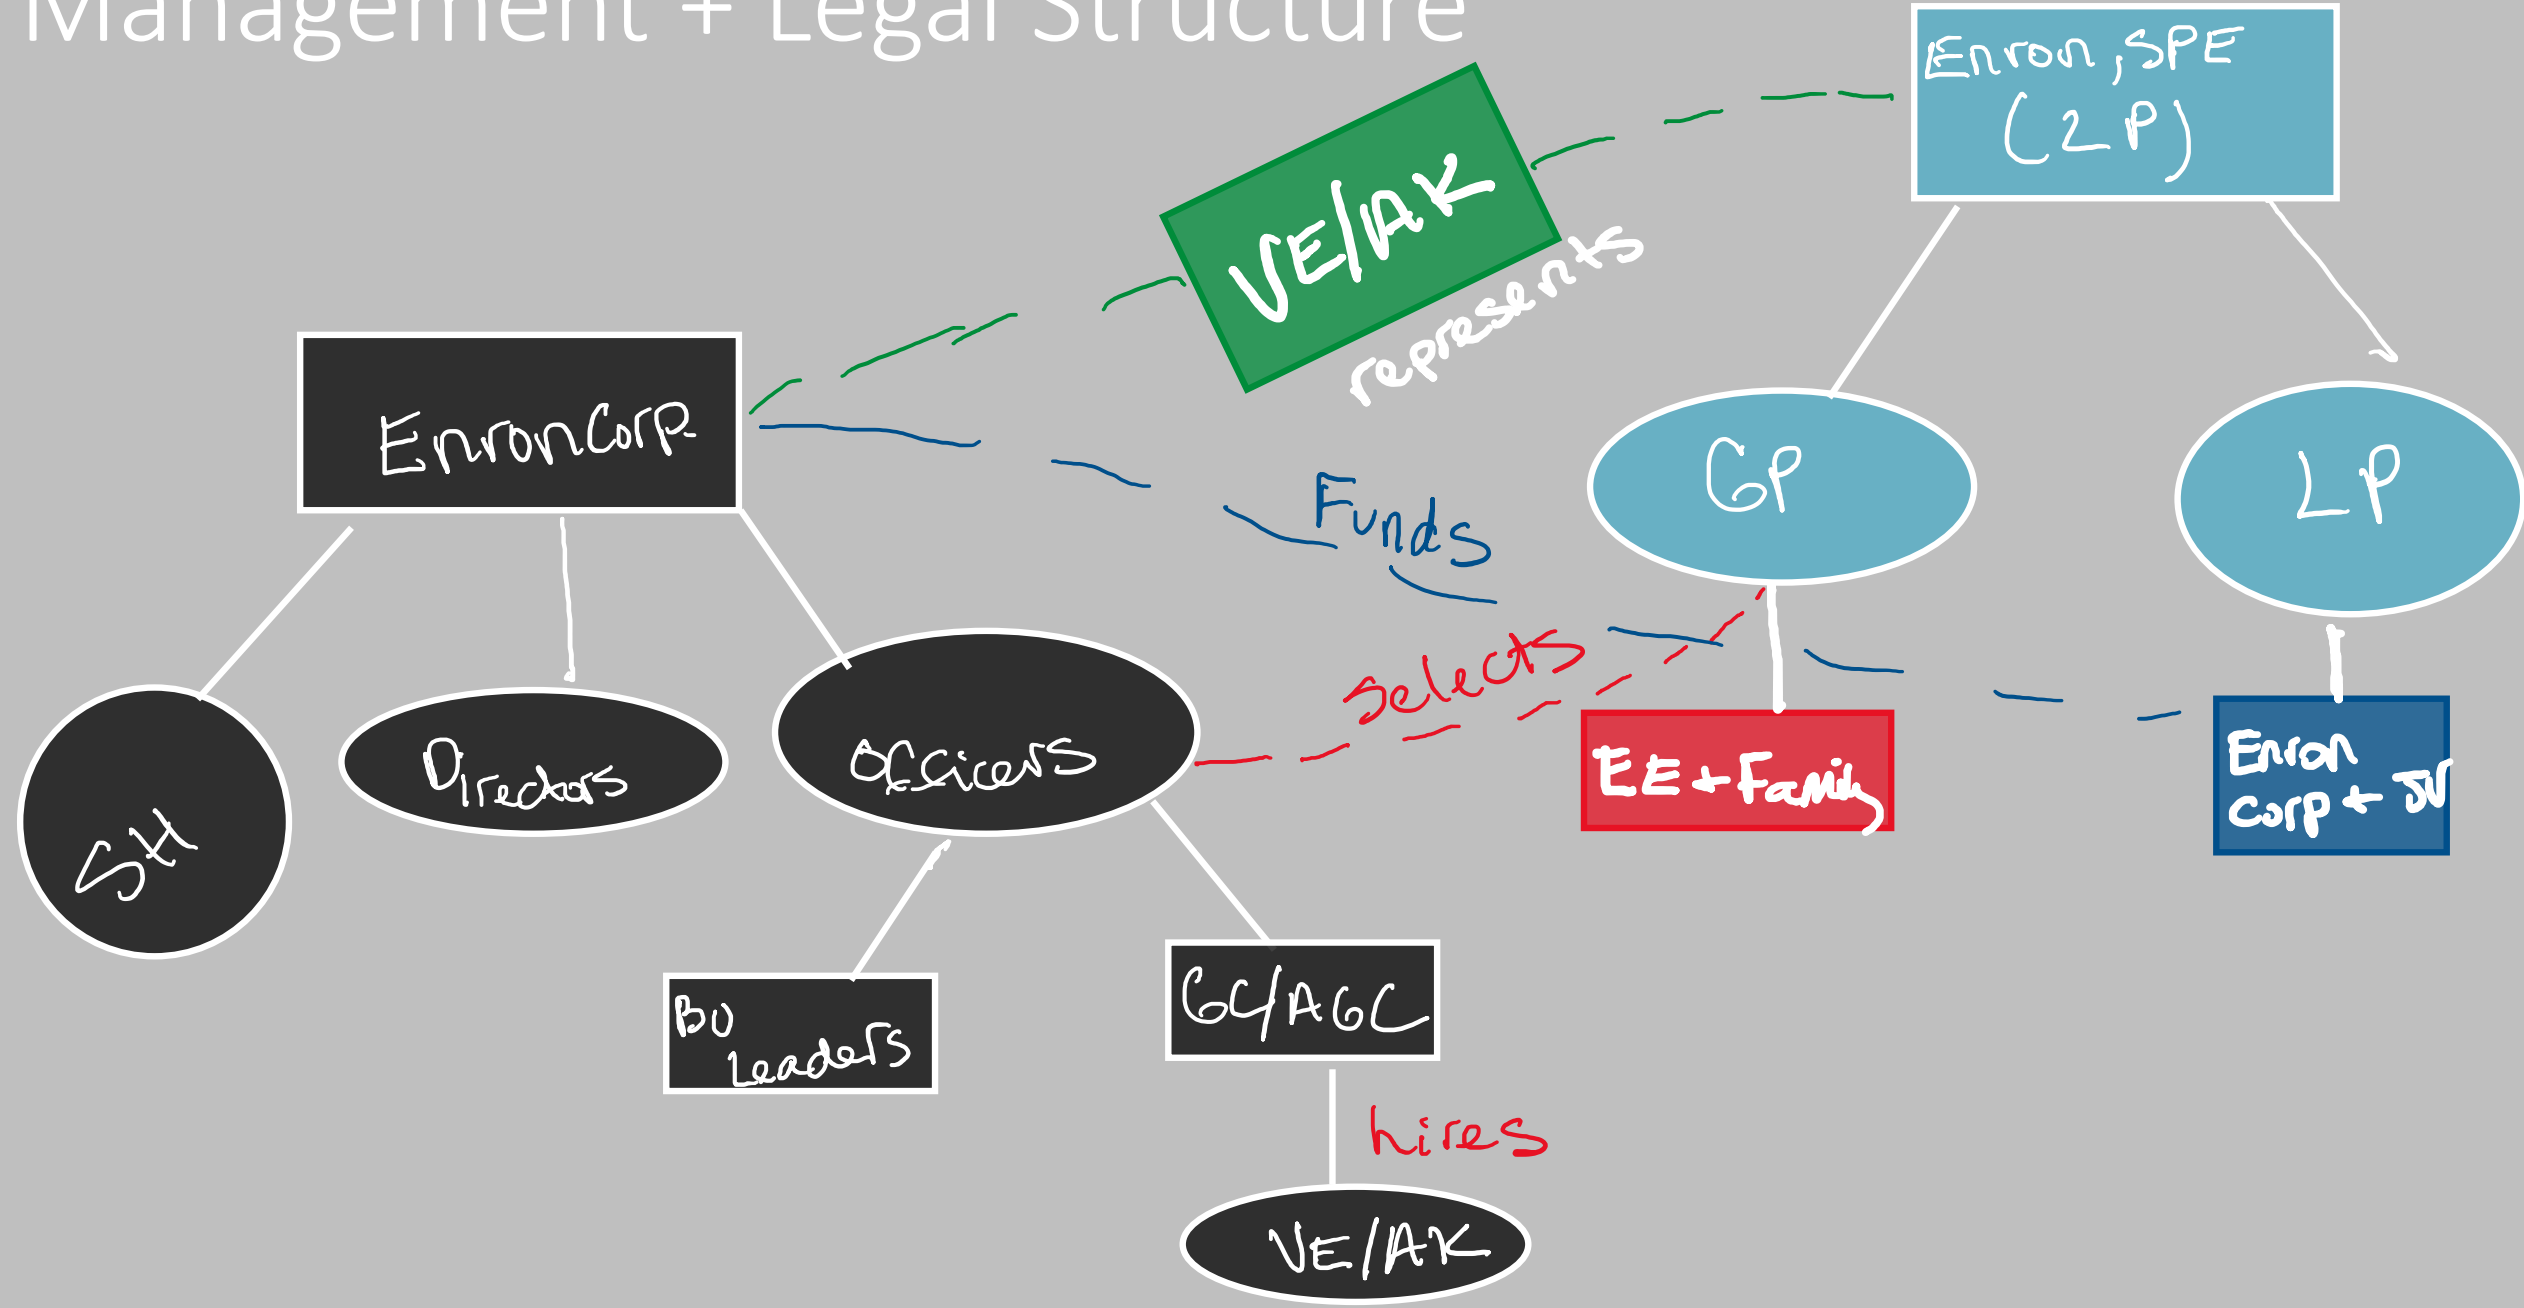 Management + Legal Structure
Enron, SPE
(LP)
VE/AK
represents
Enron Corp.
Funds
GP
LP
selects
SH
Directors
Officers
EE + Family
Enron
Corp + JV
BU
Leaders
GC/AGC
hires
VE/AK